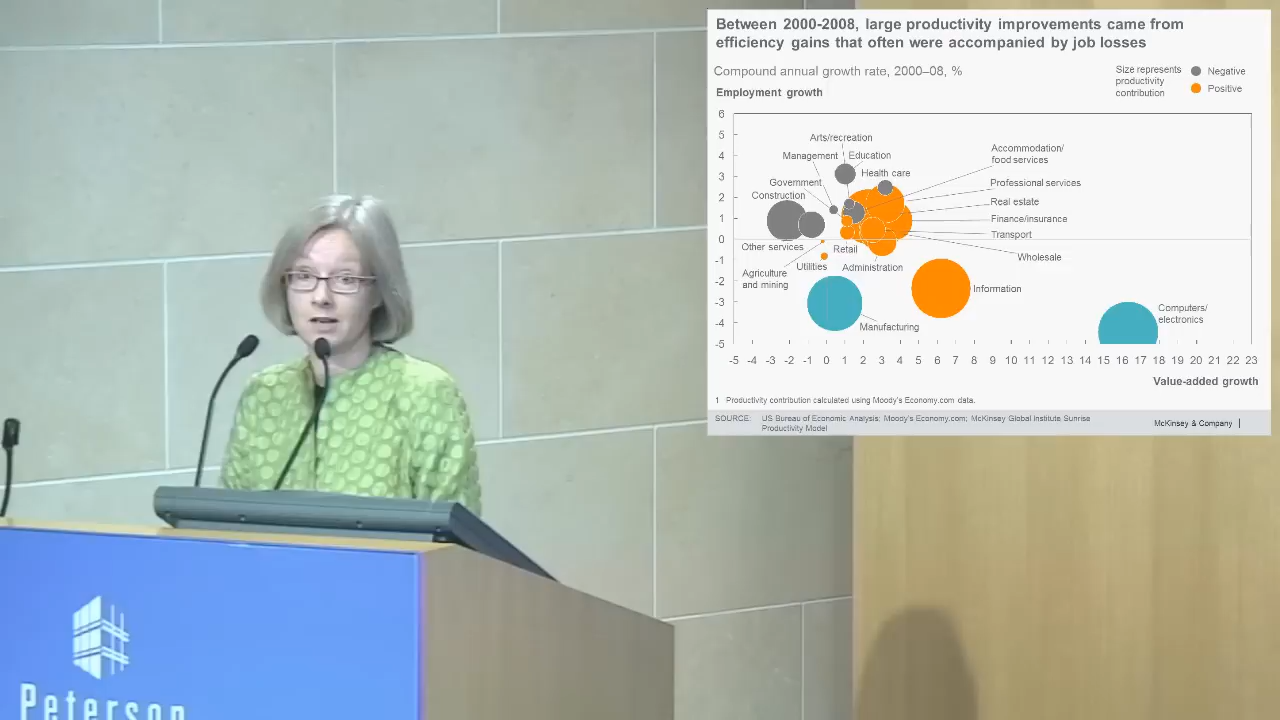 Between 2000-2008, large productivity improvements came from
efficiency gains that often were accompanied by job losses
Compound annual growth rate, 2000–08, %
Size represents
productivity
contribution
Negative
Positive
Employment growth
6
5
4
3
2
1
0
-1
-2
-3
-4
-5
Arts/recreation
Management
Education
Government
Health care
Construction
Accommodation/
food services
Professional services
Real estate
Finance/insurance
Transport
Wholesale
Other services
Retail
Utilities
Administration
Agriculture
and mining
Information
Manufacturing
Computers/
electronics
-5 -4 -3 -2 -1 0 1 2 3 4 5 6 7 8 9 10 11 12 13 14 15 16 17 18 19 20 21 22 23
Value-added growth
1 Productivity contribution calculated using Moody's Economy.com data.
SOURCE: US Bureau of Economic Analysis; Moody's Economy.com; McKinsey Global Institute Sunrise
Productivity Model
McKinsey & Company |
Peterson